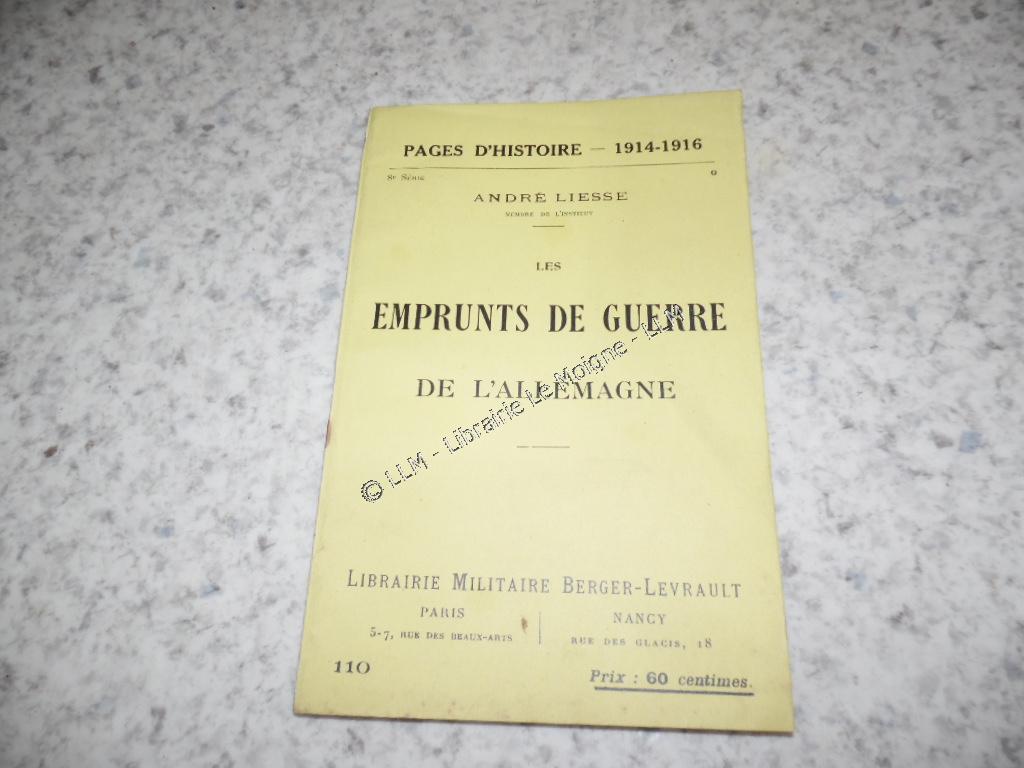 PAGES D'HISTOIRE — 1914-1916
8e SÉRIE 9
ANDRÉ LIESSE
MEMBRE DE L'INSTITUT
LES
EMPRUNTS DE GUERRE
DE L'ALLEMAGNE
© LLM - Librairie Le Moigne - LLM
LIBRAIRIE MILITAIRE BERGER-LEVRAULT
PARIS
5-7, RUE DES BEAUX-ARTS
NANCY
RUE DES GLACIS, 18
110
Prix : 60 centimes.